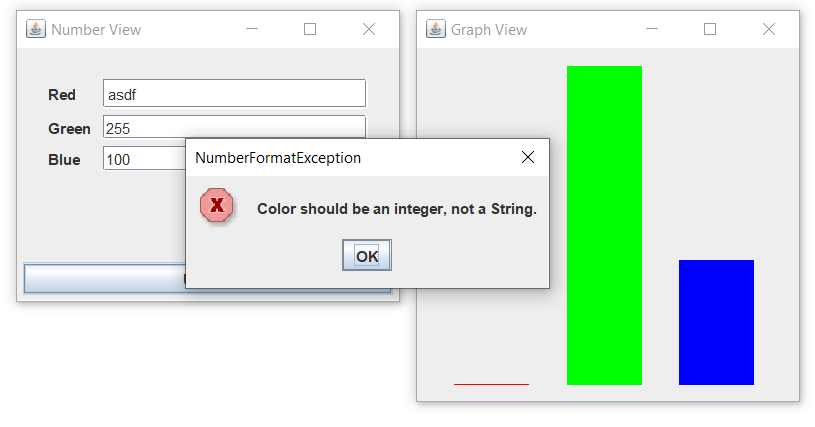 Number View
Graph View
Red asdf
Green 255
Blue 100
NumberFormatException
Color should be an integer, not a String.
OK